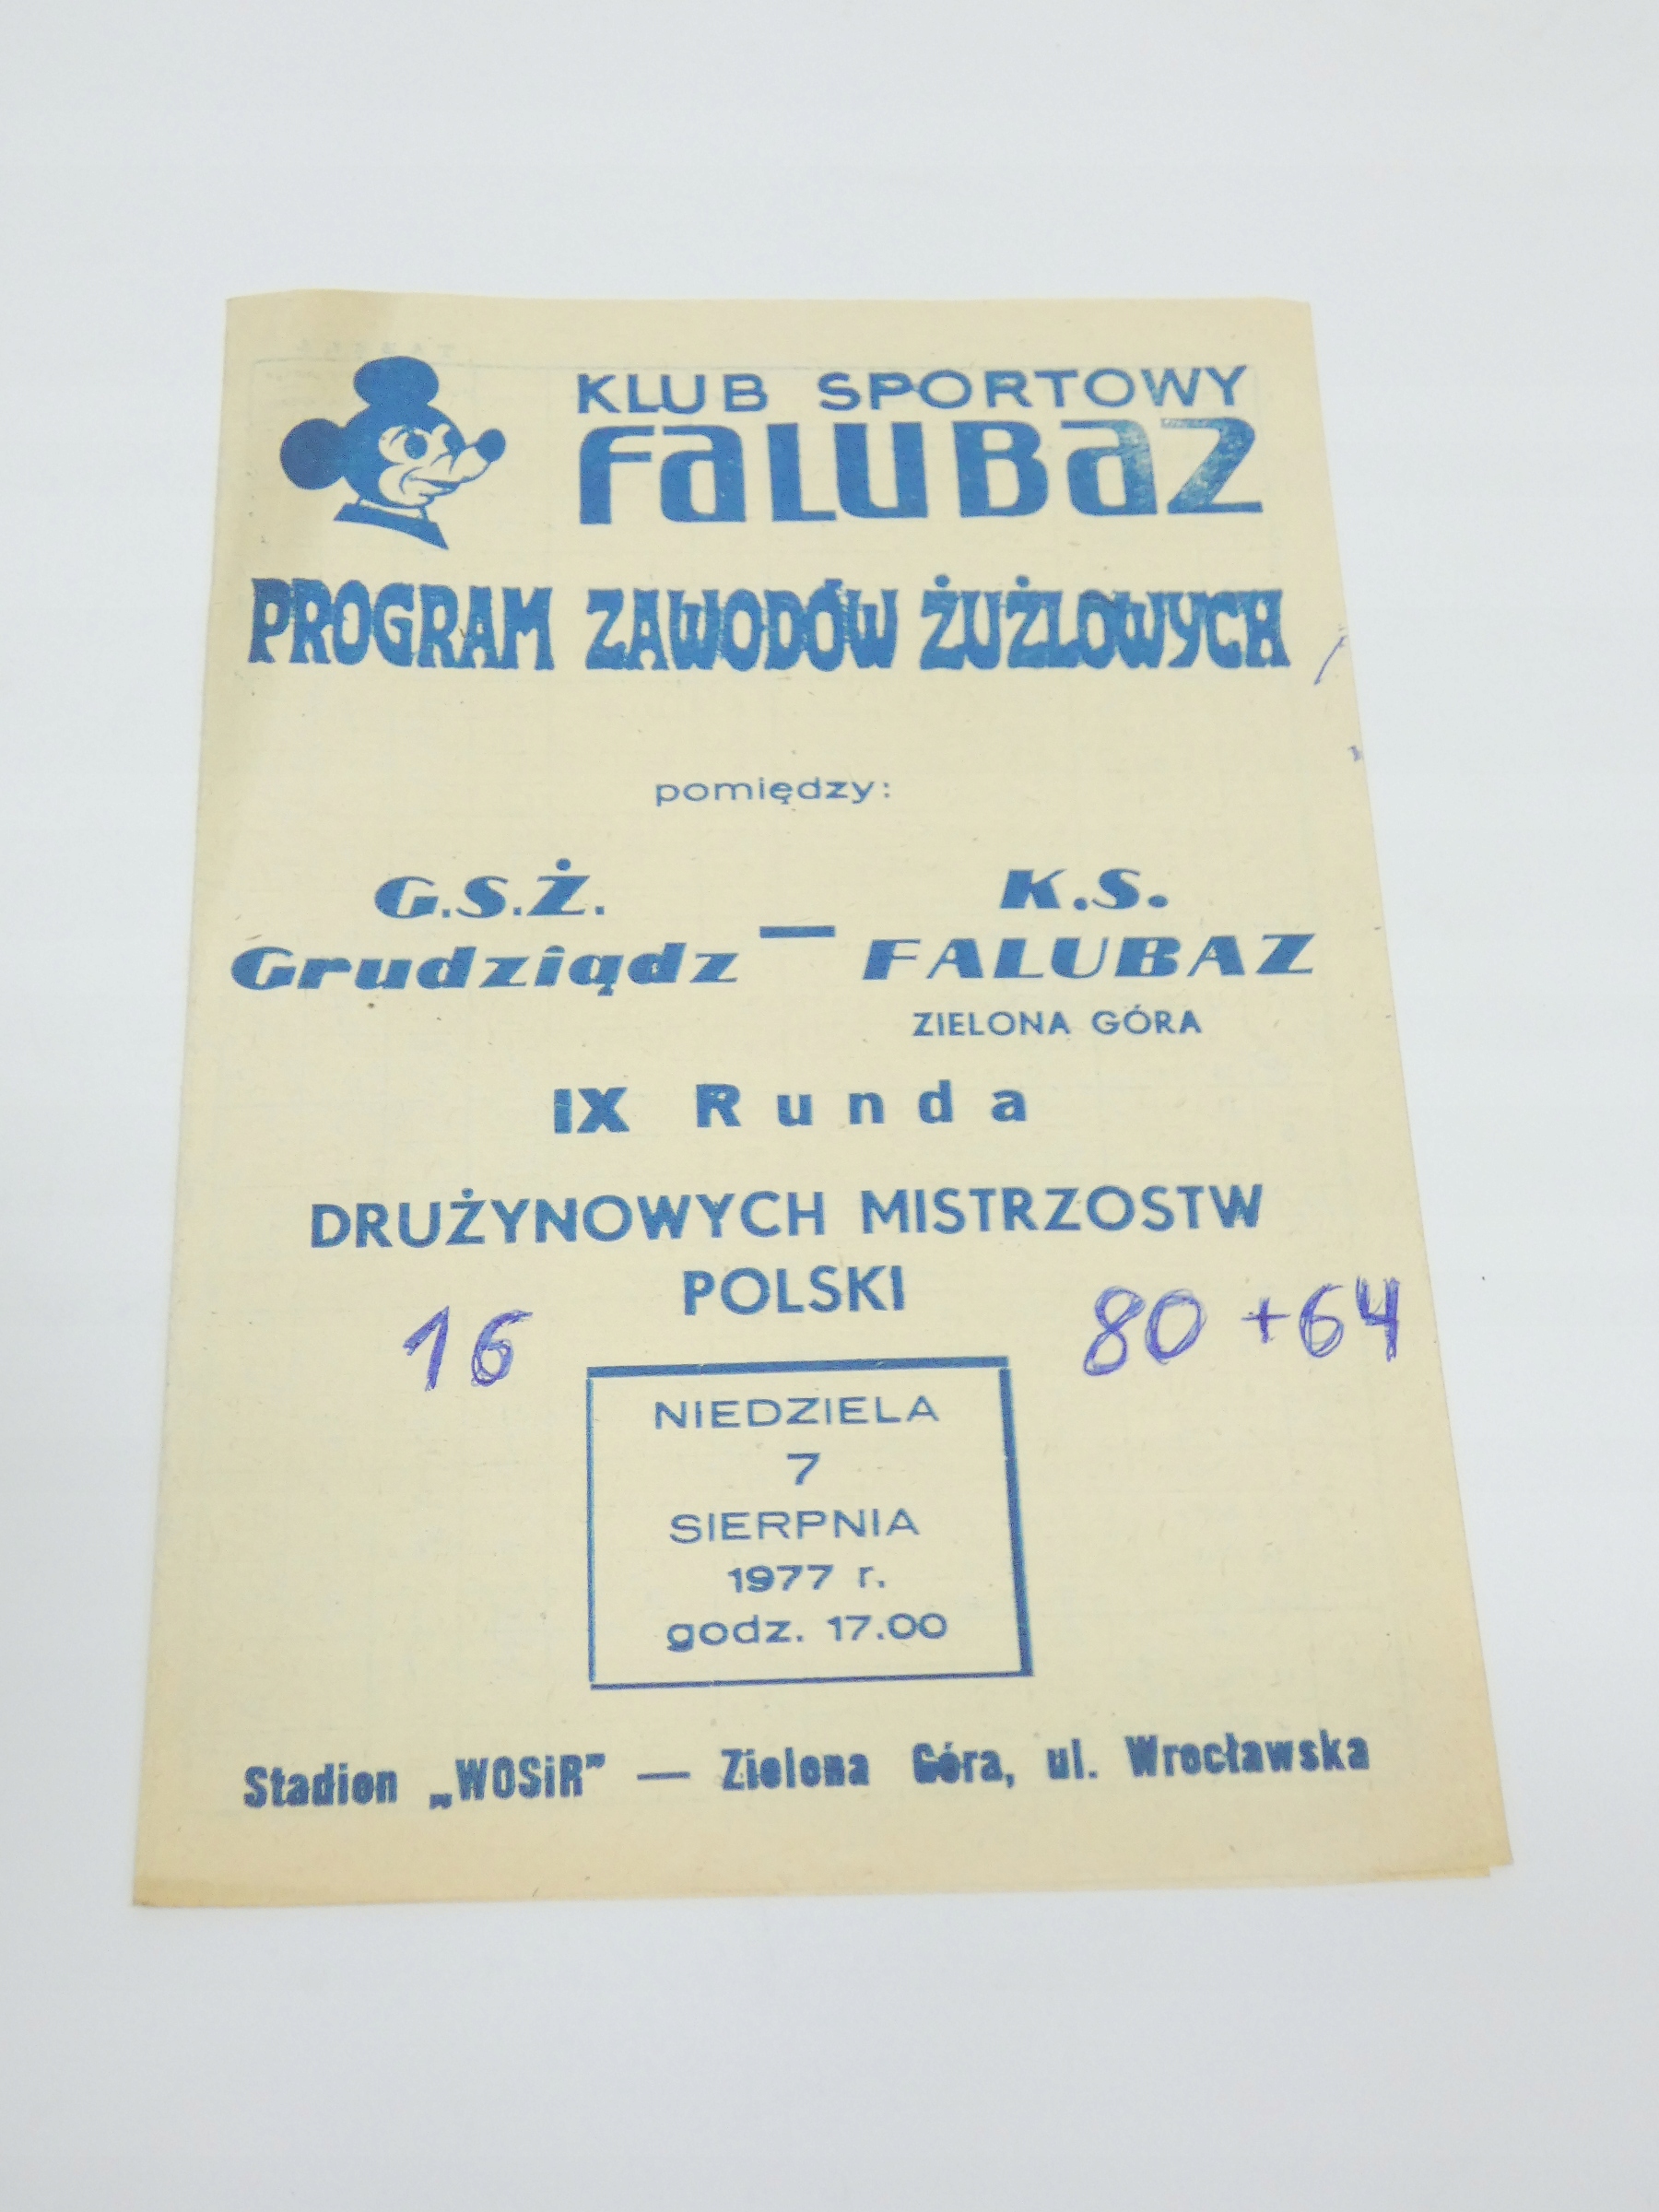 KLUB SPORTOWY
FALUBAZ
PROGRAM ZAWODÓW ŻUŻLOWYCH
pomiędzy:
G.S.Ż.
Grudziądz — K.S.
FALUBAZ
ZIELONA GÓRA
IX Runda
DRUŻYNOWYCH MISTRZOSTW
POLSKI
16 80 + 64
NIEDZIELA
7
SIERPNIA
1977 r.
godz. 17.00
Stadion „WOSiR" — Zielona Góra, ul. Wrocławska